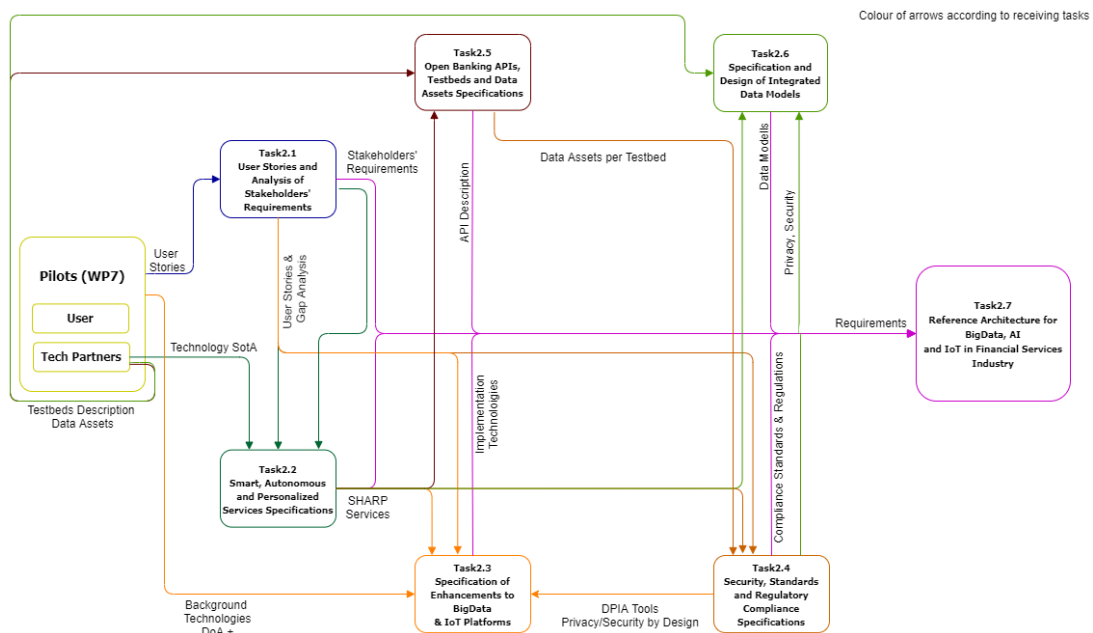 Colour of arrows according to receiving tasks
Task2.5
Open Banking APIs,
Testbeds and Data
Assets Specifications
Task2.6
Specification and
Design of Integrated
Data Models
Task2.1
User Stories and
Analysis of
Stakeholders'
Requirements
Stakeholders'
Requirements
Data Assets per Testbed
API Description
Data Modells
Privacy, Security
User
Stories
Pilots (WP7)
User
Tech Partners
User Stories &
Gap Analysis
Technology SotA
Requirements
Task2.7
Reference Architecture for
BigData, AI
and IoT in Financial Services
Industry
Testbeds Description
Data Assets
Implementation
Technololgies
Compliance Standards & Regulations
Task2.2
Smart, Autonomous
and Personalized
Services Specifications
SHARP
Services
Task2.3
Specification of
Enhancements to
BigData
& IoT Platforms
DPIA Tools
Privacy/Security by Design
Task2.4
Security, Standards
and Regulatory
Compliance
Specifications
Background
Technologies
DoA +